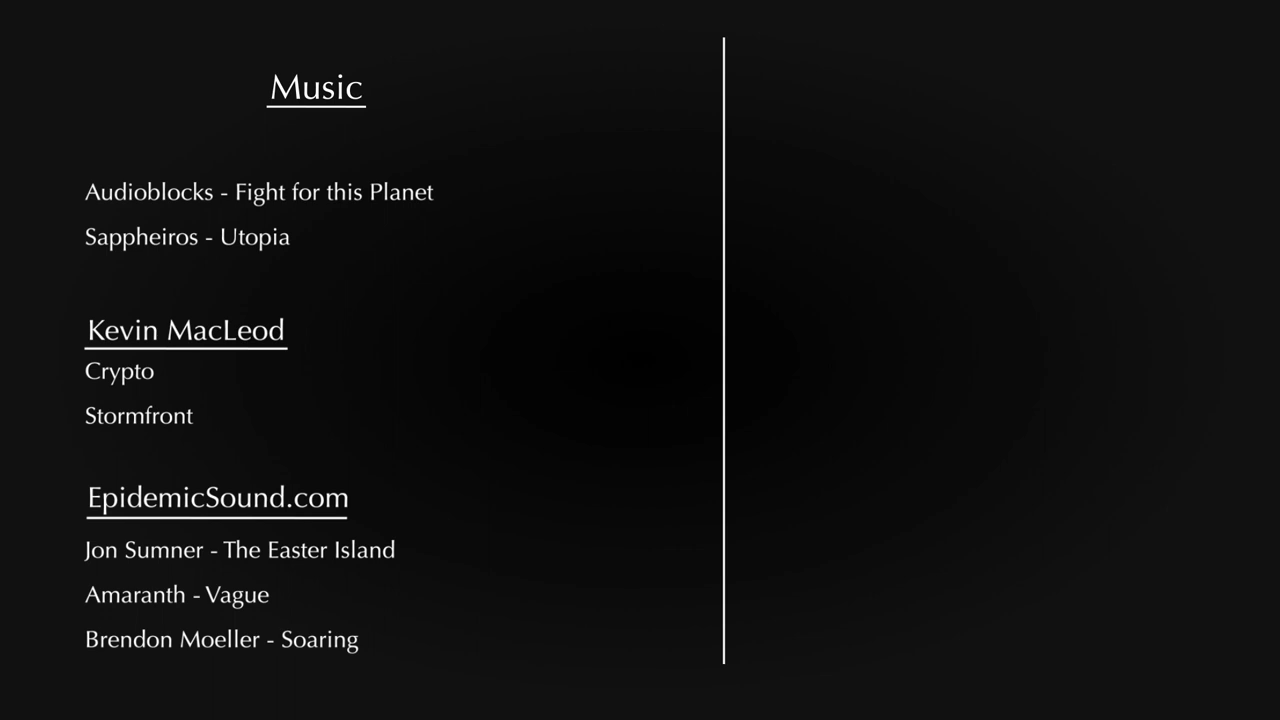 Music
Audioblocks - Fight for this Planet
Sappheiros - Utopia
Kevin MacLeod
Crypto
Stormfront
EpidemicSound.com
Jon Sumner - The Easter Island
Amaranth - Vague
Brendon Moeller - Soaring